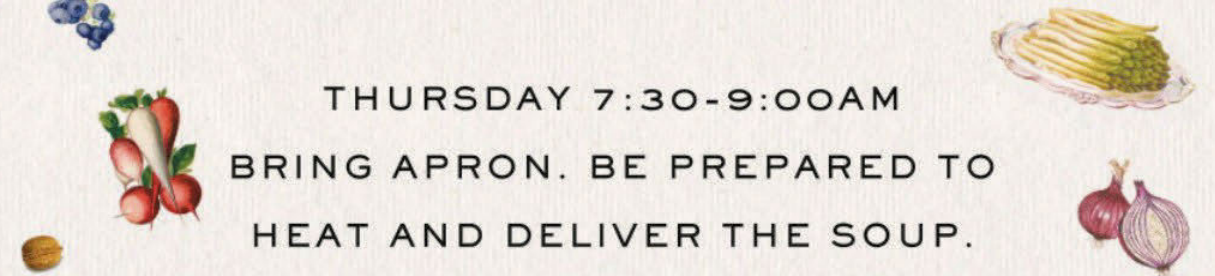 THURSDAY 7:30-9:00AM
BRING APRON. BE PREPARED TO
HEAT AND DELIVER THE SOUP.